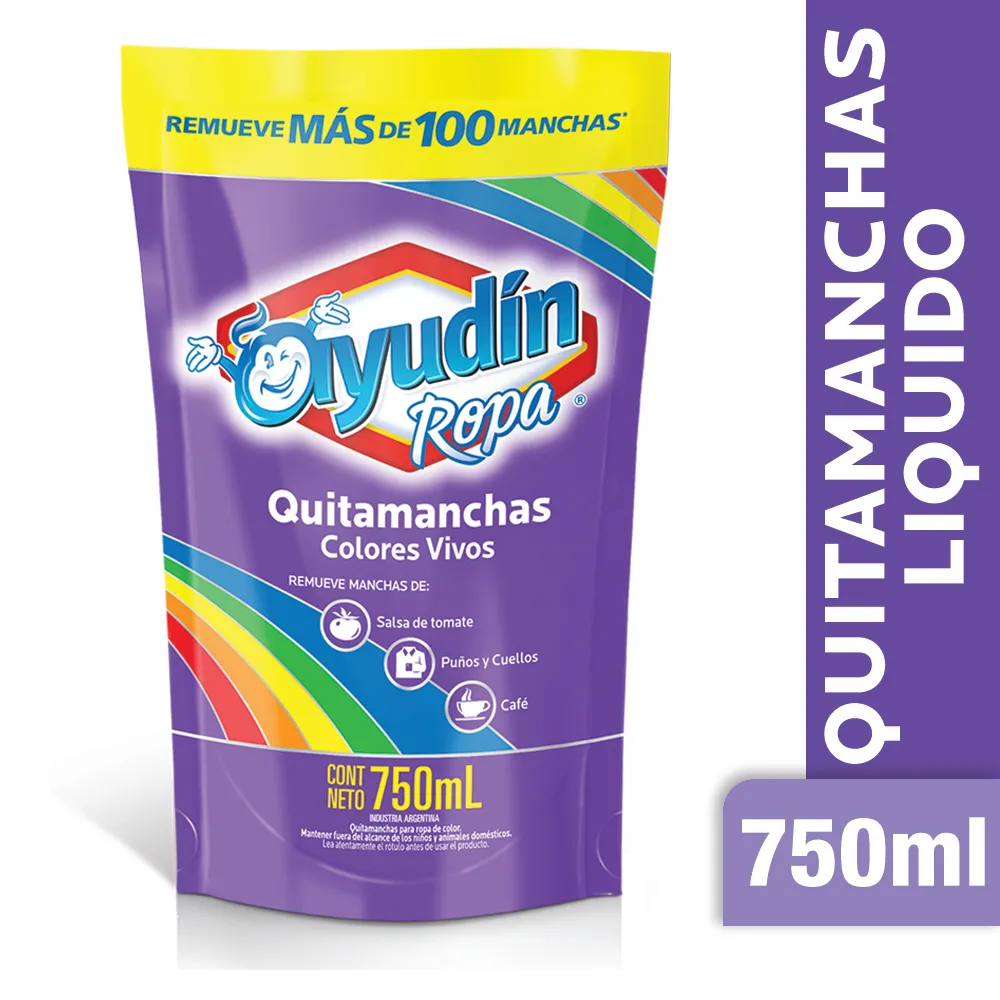 REMUEVE MÁS DE 100 MANCHAS*
Ayudín
Ropa ®
Quitamanchas
Colores Vivos
REMUEVE MANCHAS DE:
Salsa de tomate
Puños y Cuellos
Café
CONT
NETO 750mL
INDUSTRIA ARGENTINA
Quitamanchas para ropa de color.
Mantener fuera del alcance de los niños y animales domésticos.
Lea atentamente el rótulo antes de usar el producto.
QUITAMANCHAS
LIQUIDO
750ml